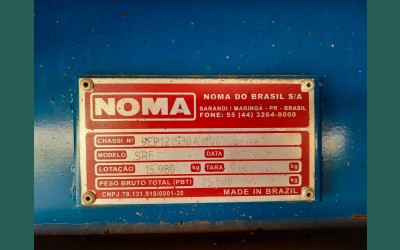 NOMA
NOMA DO BRASIL S/A
SARANDI / MARINGÁ - PR - BRASIL
FONE: 55 (44) 3264-8000
CHASSI Nº
MODELO DATA
LOTAÇÃO 15.980 kg TARA kg
PESO BRUTO TOTAL (PBT) kg
CNPJ 79.131.918/0001-20 MADE IN BRAZIL